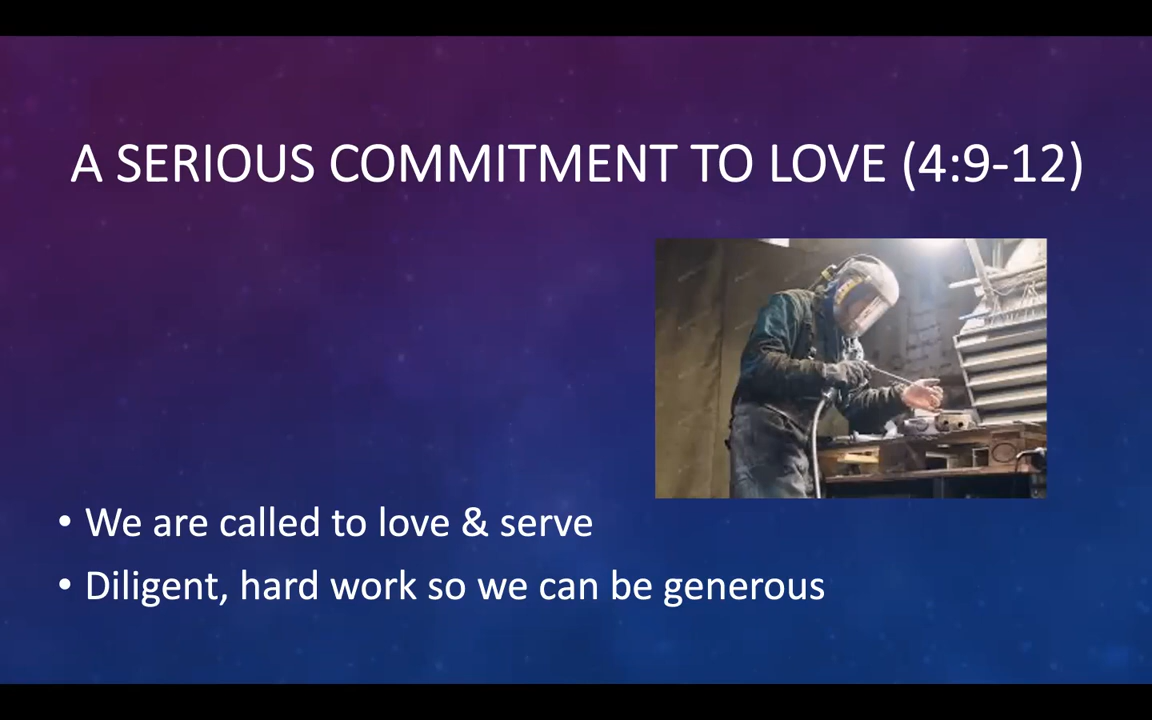 A SERIOUS COMMITMENT TO LOVE (4:9-12)
• We are called to love & serve
• Diligent, hard work so we can be generous